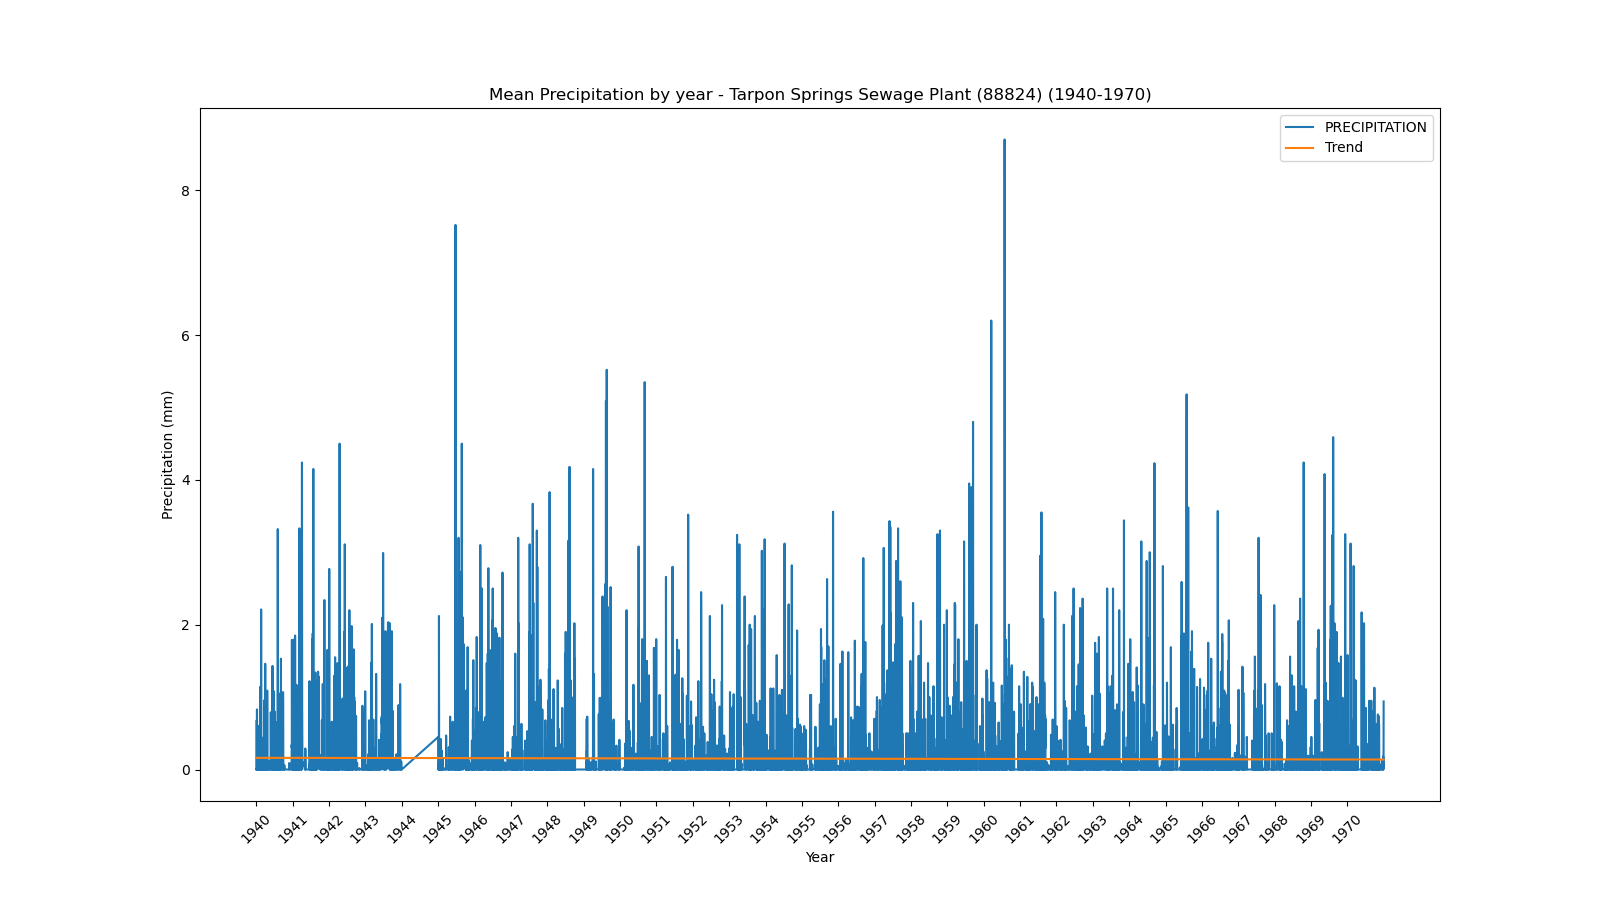 Mean Precipitation by year - Tarpon Springs Sewage Plant (88824) (1940-1970)
PRECIPITATION
Trend
8
6
4
2
0
Precipitation (mm)
1940 1941 1942 1943 1944 1945 1946 1947 1948 1949 1950 1951 1952 1953 1954 1955 1956 1957 1958 1959 1960 1961 1962 1963 1964 1965 1966 1967 1968 1969 1970
Year